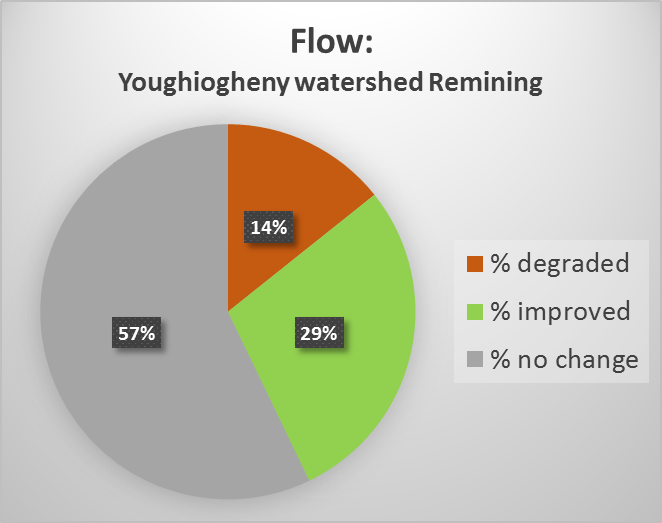 Flow:
Youghiogheny watershed Remining
14%
29%
57%
% degraded
% improved
% no change